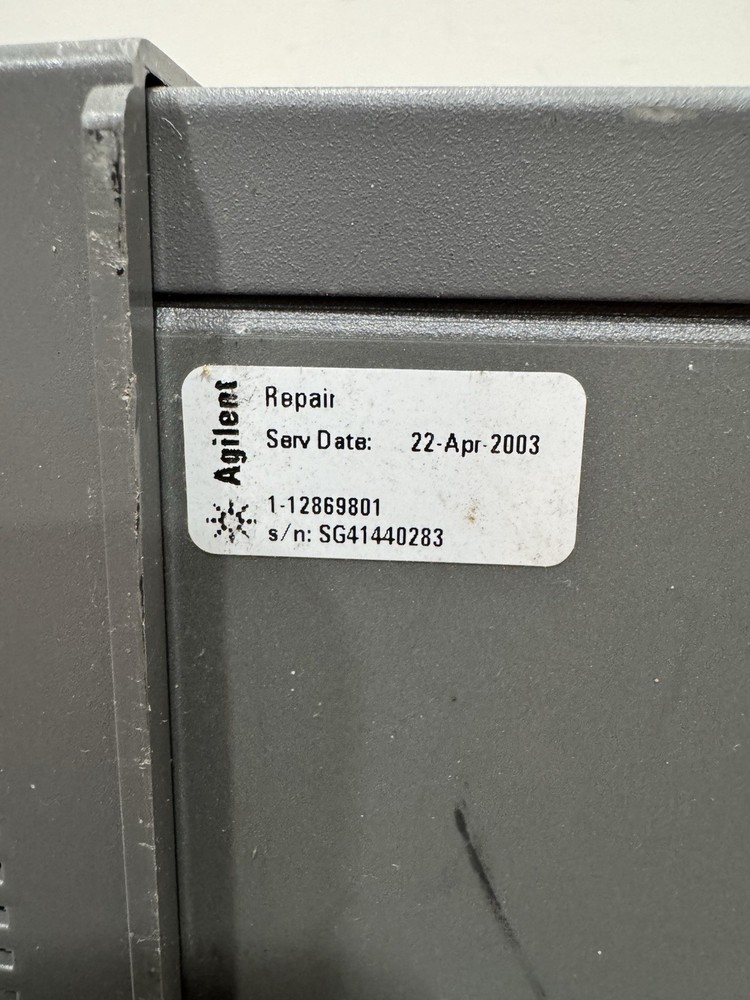 Agilent
Repair
Serv Date: 22-Apr-2003
1-12869801
s/n: SG41440283